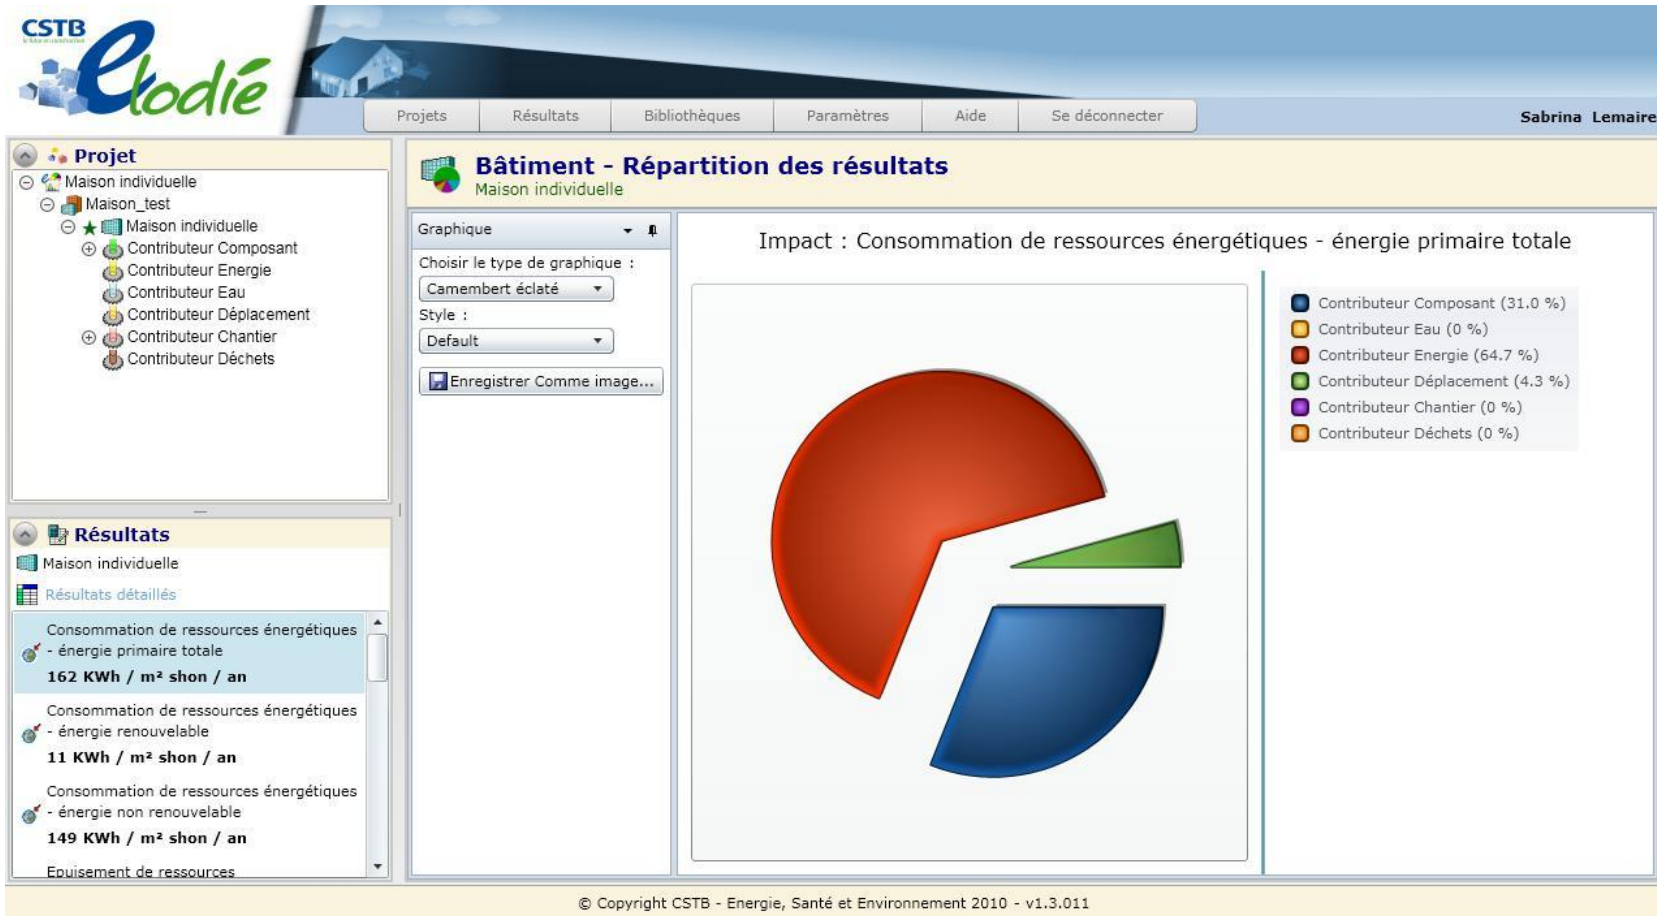 CSTB
elodie
Projets
Résultats
Bibliothèques
Paramètres
Aide
Se déconnecter
Sabrina Lemaire
Projet
Maison individuelle
Maison_test
Maison individuelle
Contributeur Composant
Contributeur Energie
Contributeur Eau
Contributeur Déplacement
Contributeur Chantier
Contributeur Déchets
Résultats
Maison individuelle
Résultats détaillés
Consommation de ressources énergétiques
- énergie primaire totale
162 KWh / m² shon / an
Consommation de ressources énergétiques
- énergie renouvelable
11 KWh / m² shon / an
Consommation de ressources énergétiques
- énergie non renouvelable
149 KWh / m² shon / an
Epuisement de ressources
Bâtiment - Répartition des résultats
Maison individuelle
Graphique
Choisir le type de graphique :
Camembert éclaté
Style :
Default
Enregistrer Comme image...
Impact : Consommation de ressources énergétiques - énergie primaire totale
Contributeur Composant (31.0 %)
Contributeur Eau (0 %)
Contributeur Energie (64.7 %)
Contributeur Déplacement (4.3 %)
Contributeur Chantier (0 %)
Contributeur Déchets (0 %)
© Copyright CSTB - Energie, Santé et Environnement 2010 - v1.3.011